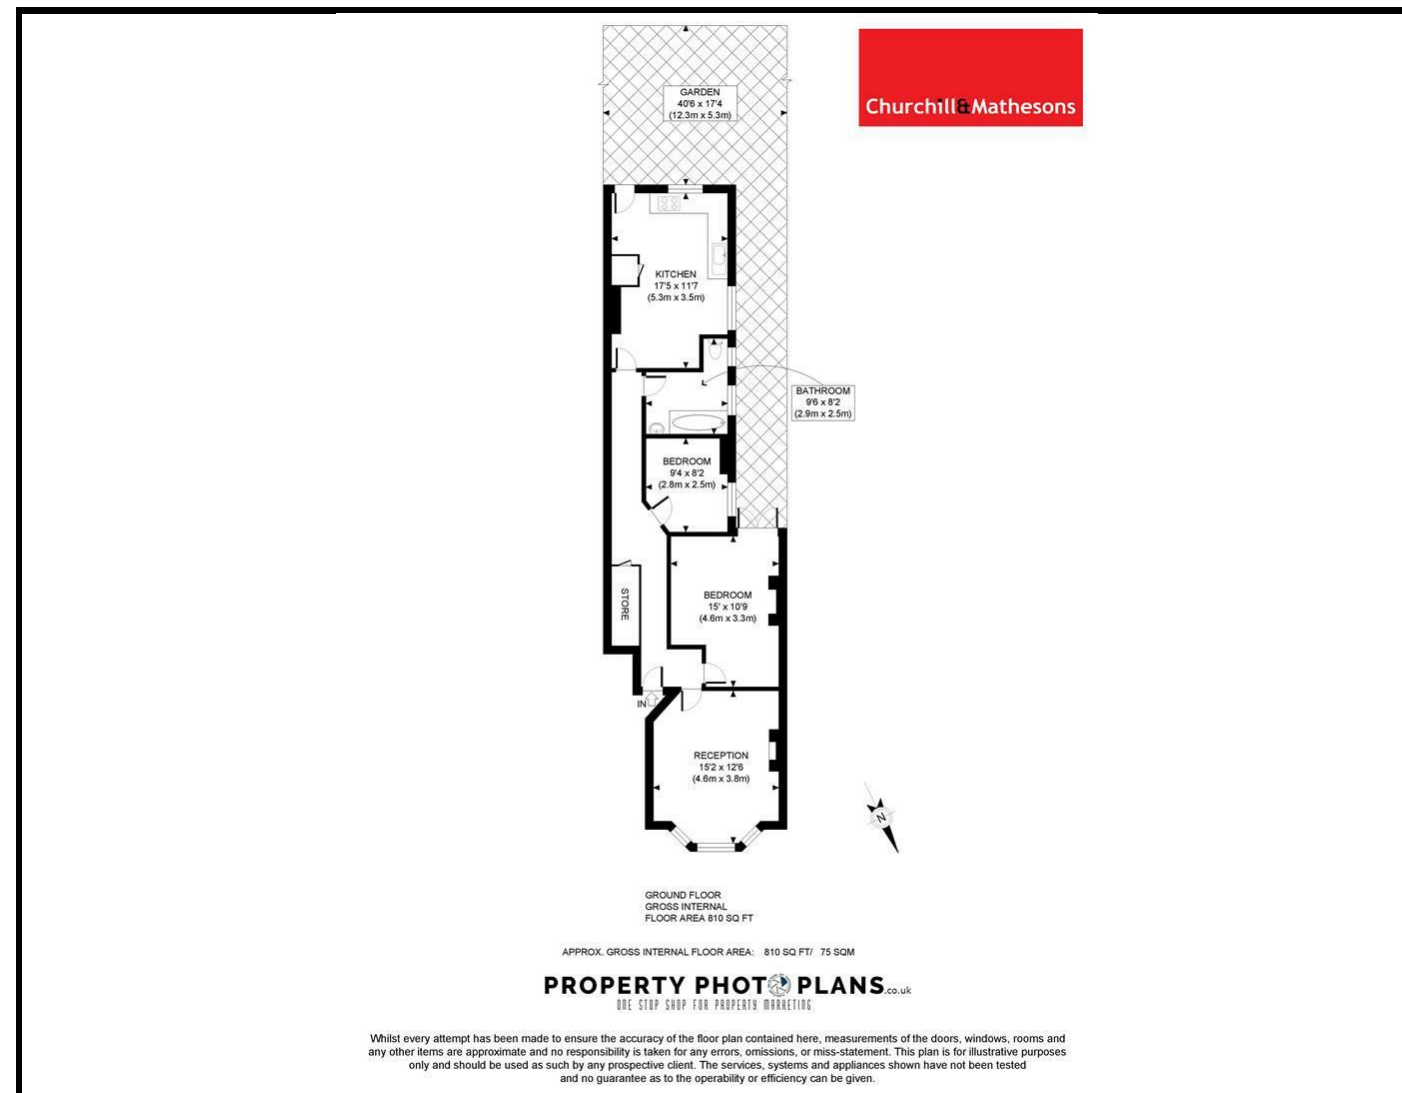 GARDEN
40'6 x 17'4
(12.3m x 5.3m)
Churchill&Mathesons
KITCHEN
17'5 x 11'7
(5.3m x 3.5m)
BATHROOM
9'6 x 8'2
(2.9m x 2.5m)
BEDROOM
9'4 x 8'2
(2.8m x 2.5m)
STORE
BEDROOM
15' x 10'9
(4.6m x 3.3m)
IN
RECEPTION
15'2 x 12'6
(4.6m x 3.8m)
N
GROUND FLOOR
GROSS INTERNAL
FLOOR AREA 810 SQ FT
APPROX. GROSS INTERNAL FLOOR AREA: 810 SQ FT/ 75 SQM
PROPERTY PHOTO PLANS.co.uk
ONE STOP SHOP FOR PROPERTY MARKETING
Whilst every attempt has been made to ensure the accuracy of the floor plan contained here, measurements of the doors, windows, rooms and
any other items are approximate and no responsibility is taken for any errors, omissions, or miss-statement. This plan is for illustrative purposes
only and should be used as such by any prospective client. The services, systems and appliances shown have not been tested
and no guarantee as to the operability or efficiency can be given.